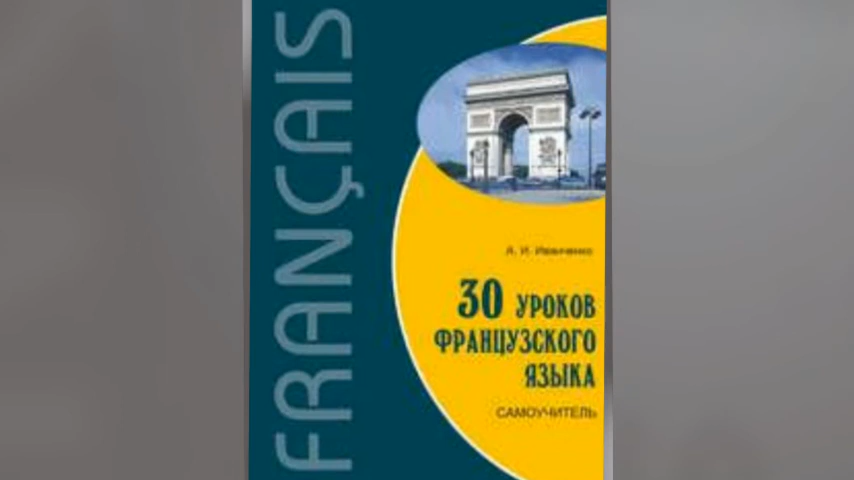 FRANÇAIS
А. И. Иванченко
30 УРОКОВ
ФРАНЦУЗСКОГО
ЯЗЫКА
САМОУЧИТЕЛЬ